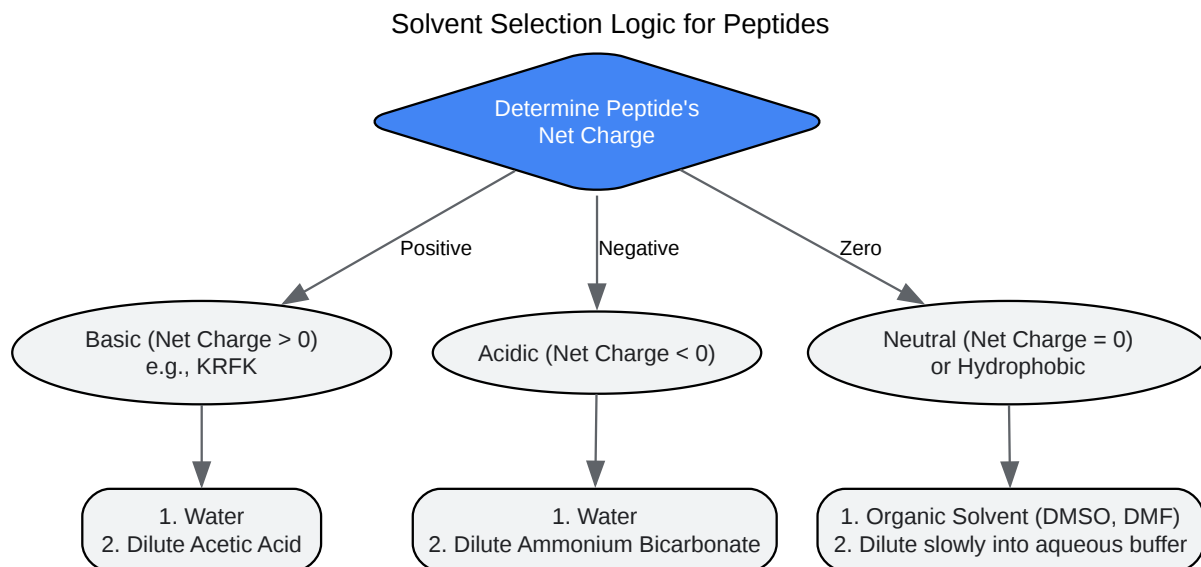 Solvent Selection Logic for Peptides
Determine Peptide's
Net Charge
Positive
Negative
Zero
Basic (Net Charge > 0)
e.g., KRFK
Acidic (Net Charge < 0)
Neutral (Net Charge = 0)
or Hydrophobic
1. Water
2. Dilute Acetic Acid
1. Water
2. Dilute Ammonium Bicarbonate
1. Organic Solvent (DMSO, DMF)
2. Dilute slowly into aqueous buffer